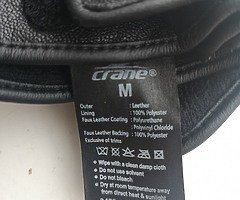 crane®
M
Outer : Leather
Lining : 100% Polyester
Faux Leather Coating : Polyurethane
: Polyvinyl Chloride
Faux Leather Backing : 100% Polyester
Exclusive of trims
• Wipe with a clean damp cloth
• Do not use solvent
• Do not bleach
• Dry at room temperature away
from direct heat & sunlight